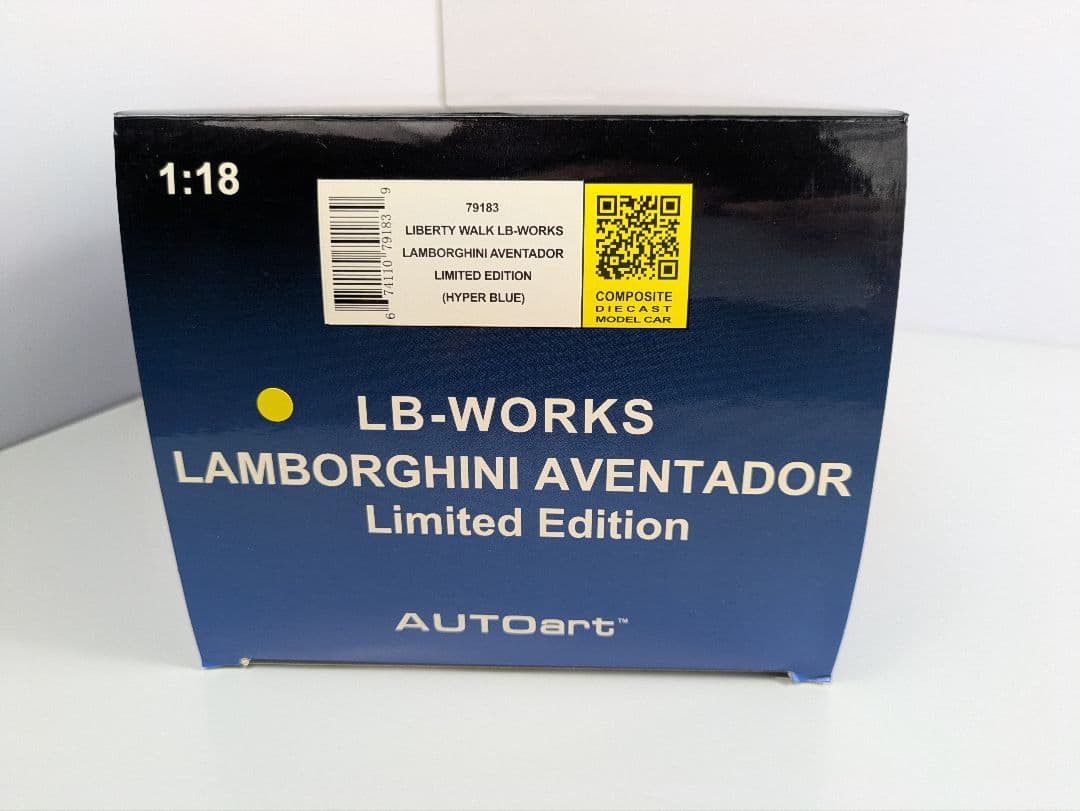 1:18
6 74110 79183 9
79183
LIBERTY WALK LB-WORKS
LAMBORGHINI AVENTADOR
LIMITED EDITION
(HYPER BLUE)
COMPOSITE
DIECAST
MODEL CAR
LB-WORKS
LAMBORGHINI AVENTADOR
Limited Edition
AUTOart™